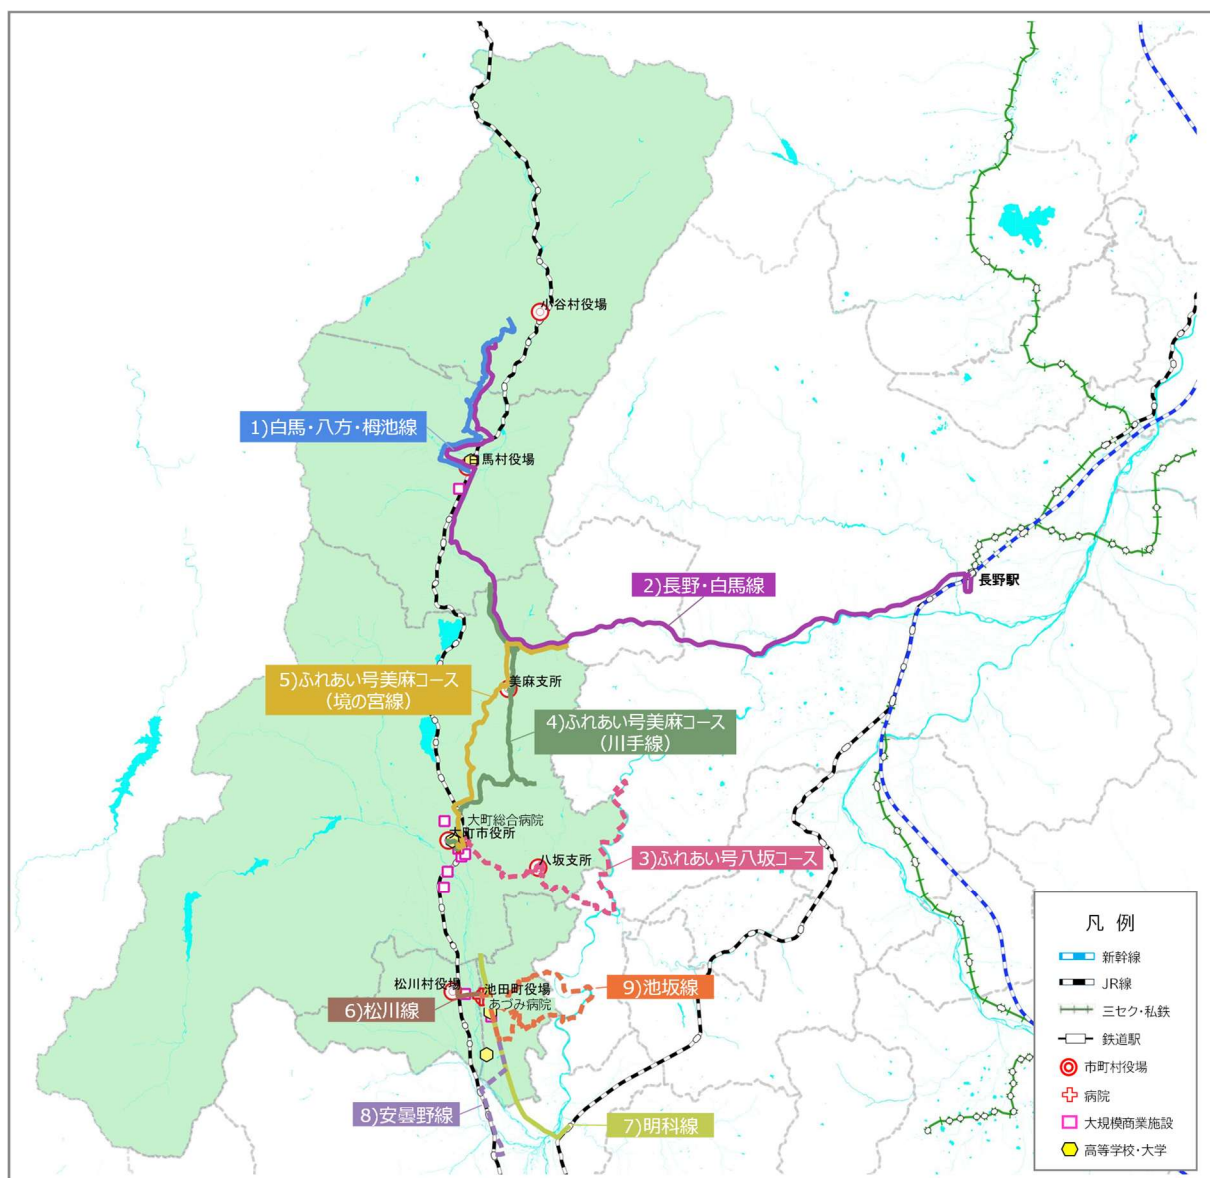 小谷村役場
1)白馬・八方・栂池線
白馬村役場
2)長野・白馬線
長野駅
5)ふれあい号美麻コース
(境の宮線)
美麻支所
4)ふれあい号美麻コース
(川手線)
大町総合病院
大町市役所
八坂支所
3)ふれあい号八坂コース
松川村役場
池田町役場
あづみ病院
9)池坂線
6)松川線
8)安曇野線
7)明科線
凡 例
新幹線
JR線
三セク・私鉄
鉄道駅
市町村役場
病院
大規模商業施設
高等学校・大学